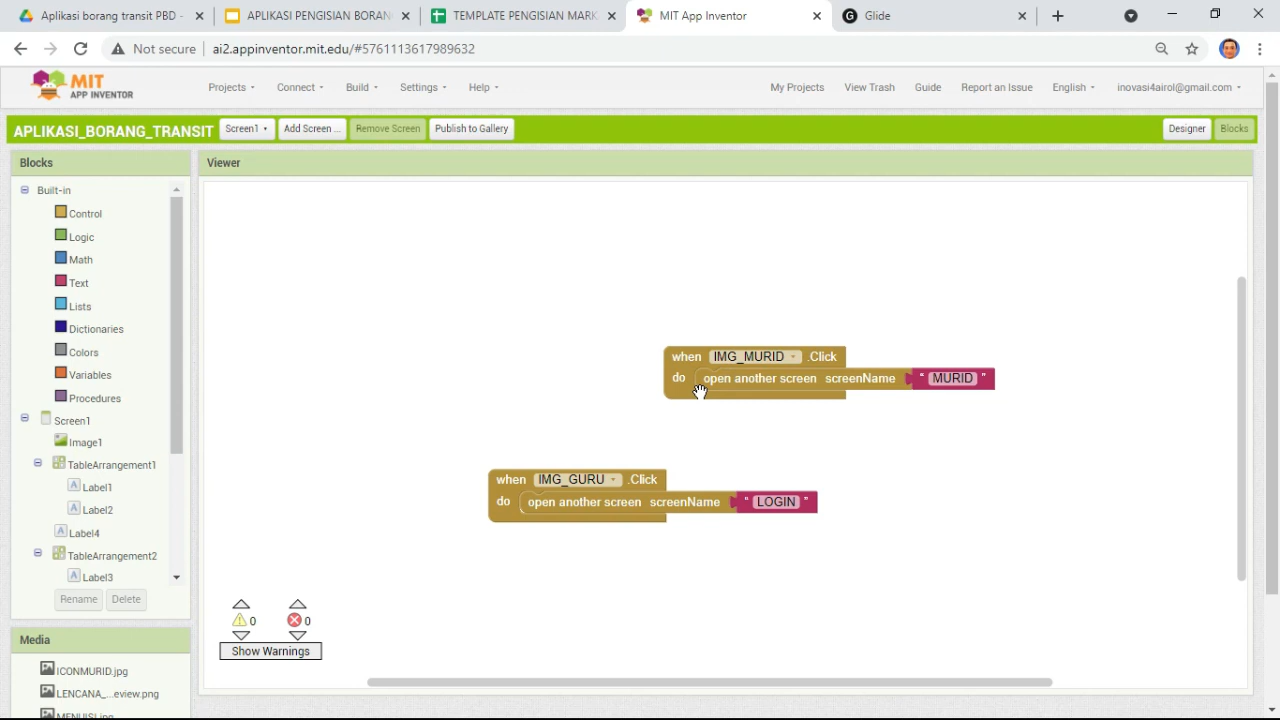 Aplikasi borang transit PBD -
APLIKASI PENGISIAN BORAN
TEMPLATE PENGISIAN MARK
MIT App Inventor
Glide
Not secure
ai2.appinventor.mit.edu/#5761113617989632
MIT
APP INVENTOR
Projects
Connect
Build
Settings
Help
My Projects
View Trash
Guide
Report an Issue
English
inovasi4airol@gmail.com
APLIKASI_BORANG_TRANSIT
Screen1
Add Screen ...
Remove Screen
Publish to Gallery
Designer
Blocks
Blocks
Viewer
Built-in
Control
Logic
Math
Text
Lists
Dictionaries
Colors
Variables
Procedures
Screen1
Image1
TableArrangement1
Label1
Label2
Label4
TableArrangement2
Label3
Rename
Delete
Media
ICONMURID.jpg
LENCANA_...eview.png
MENUISI.jpg
when IMG_MURID .Click
do open another screen screenName “ MURID ”
when IMG_GURU .Click
do open another screen screenName “ LOGIN ”
0
0
Show Warnings